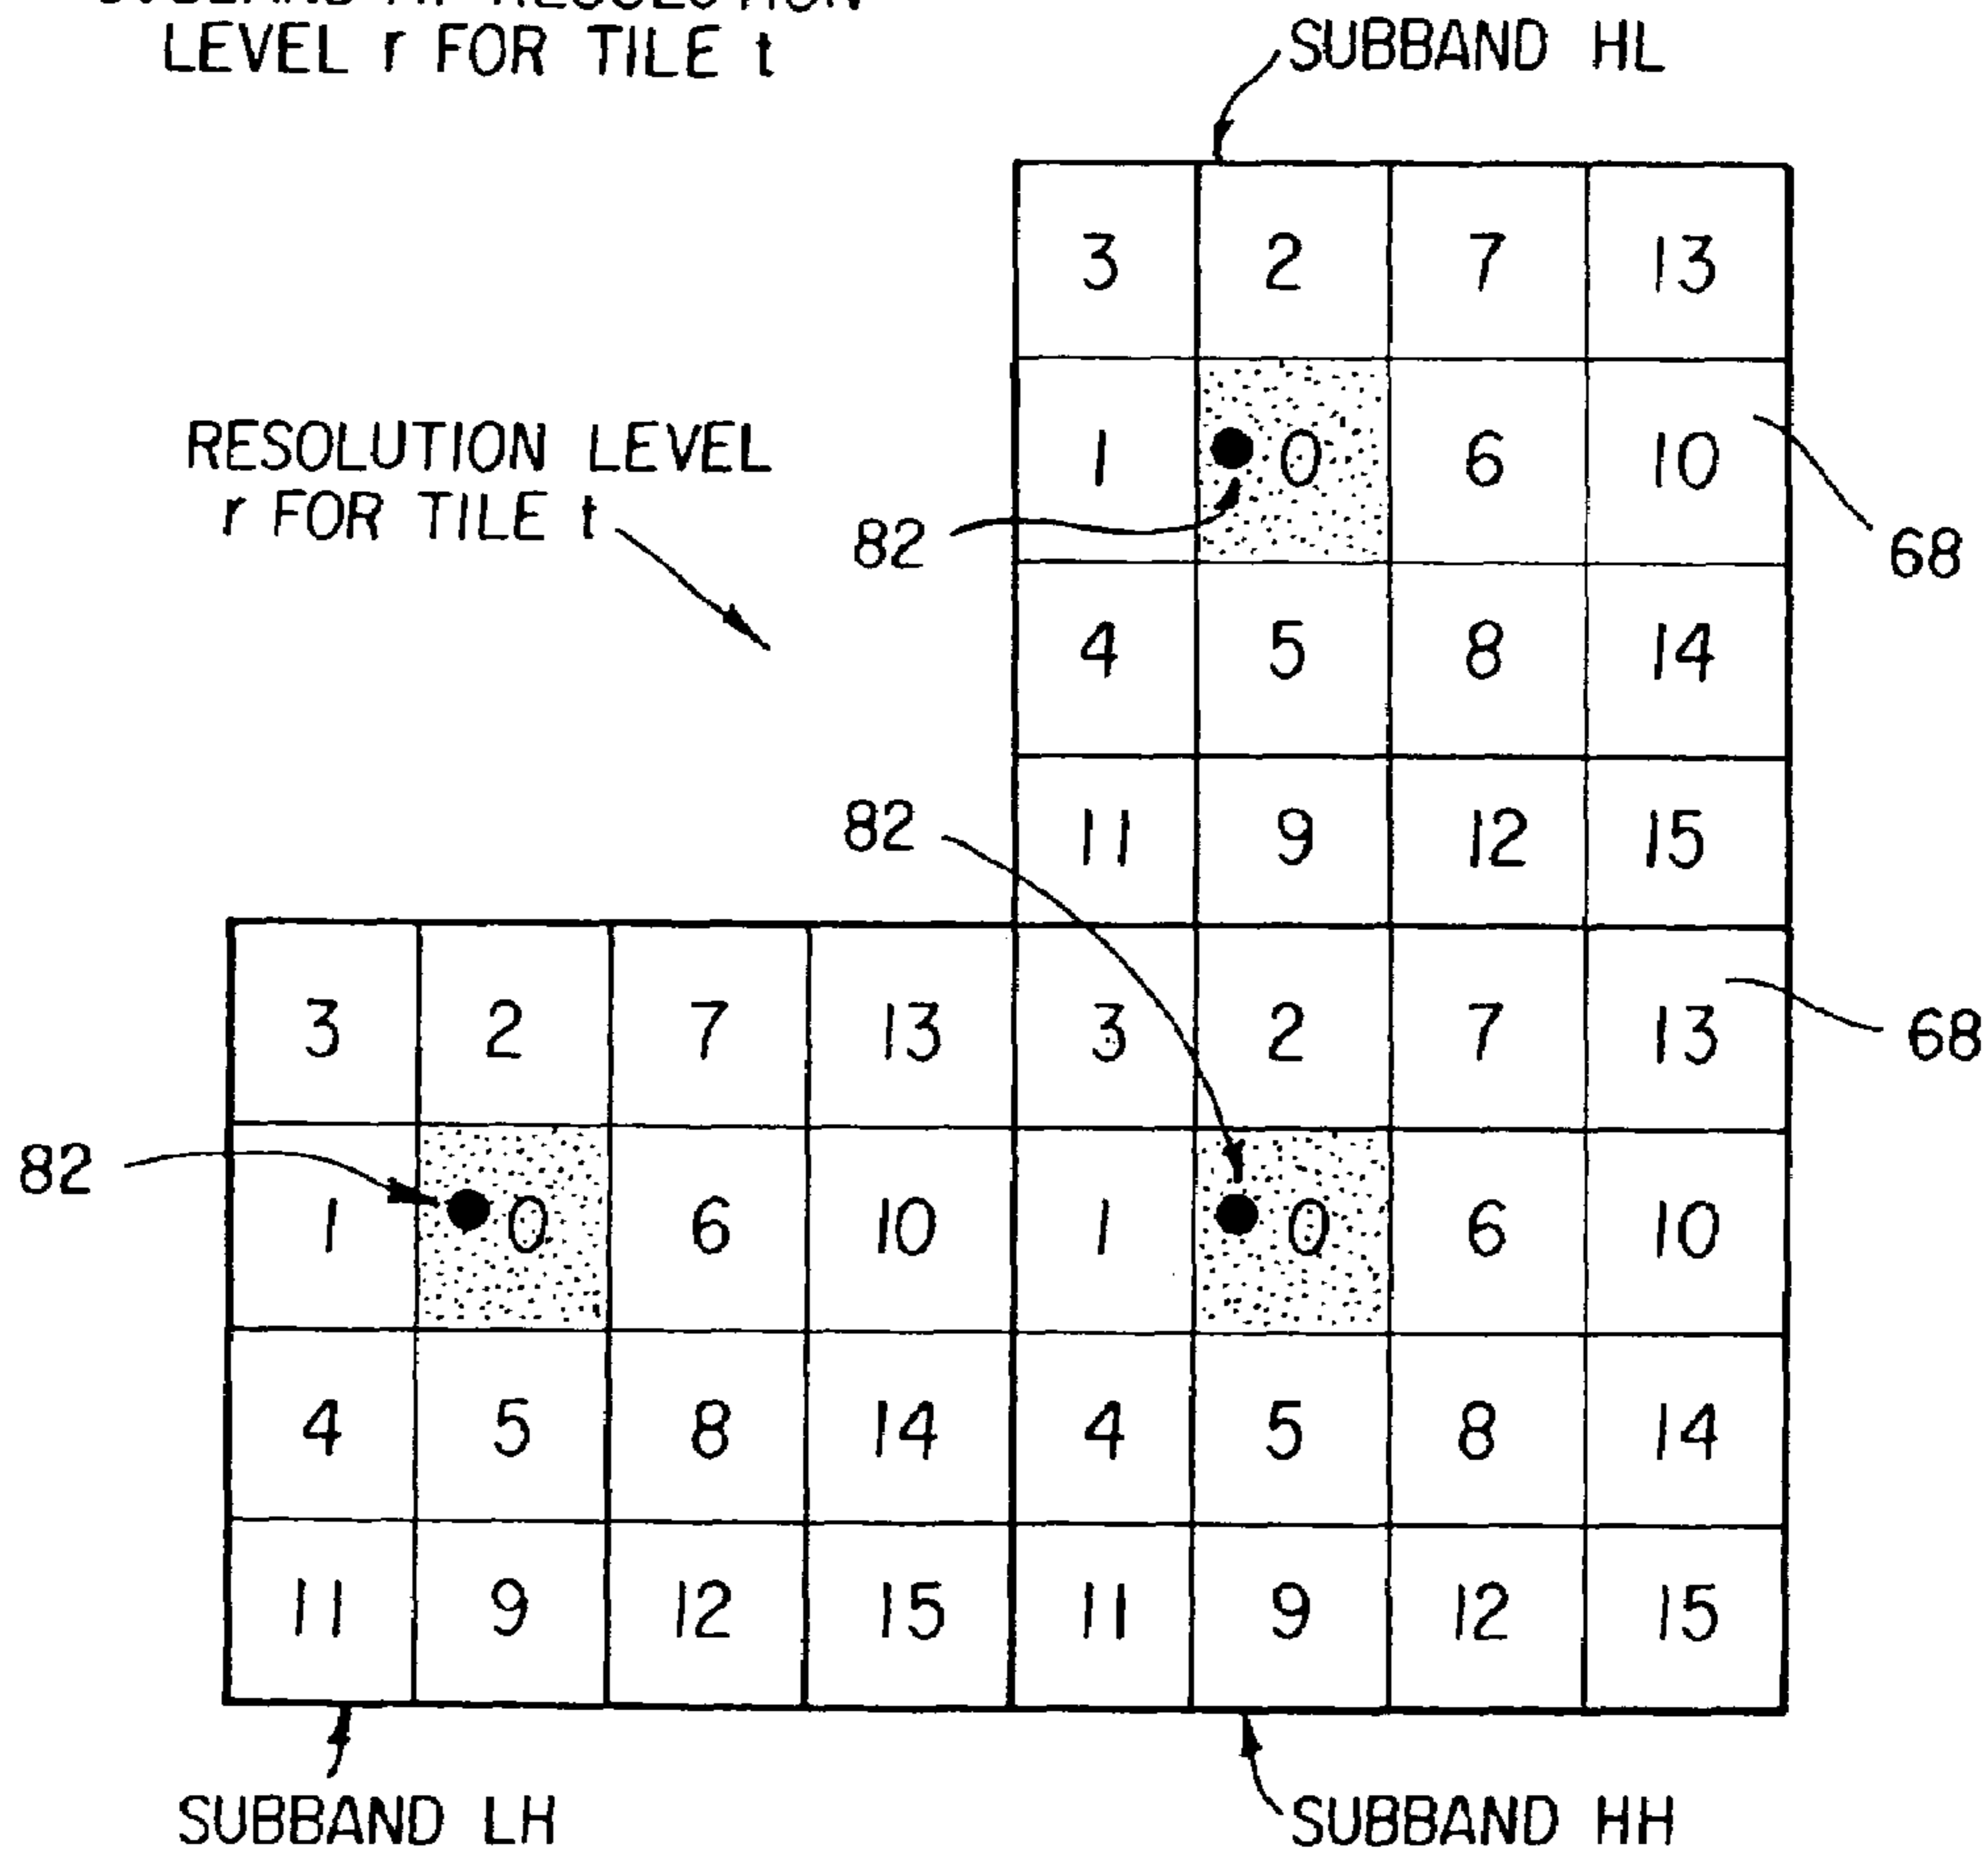 RESOLUTION
LEVEL r FOR TILE t
SUBBAND HL
3 2 7 13
RESOLUTION LEVEL
r FOR TILE t
1 0 6 10
82
68
4 5 8 14
82
11 9 12 15
3 2 7 13 3 2 7 13
68
82
1 0 6 10 1 0 6 10
4 5 8 14 4 5 8 14
11 9 12 15 11 9 12 15
SUBBAND LH
SUBBAND HH